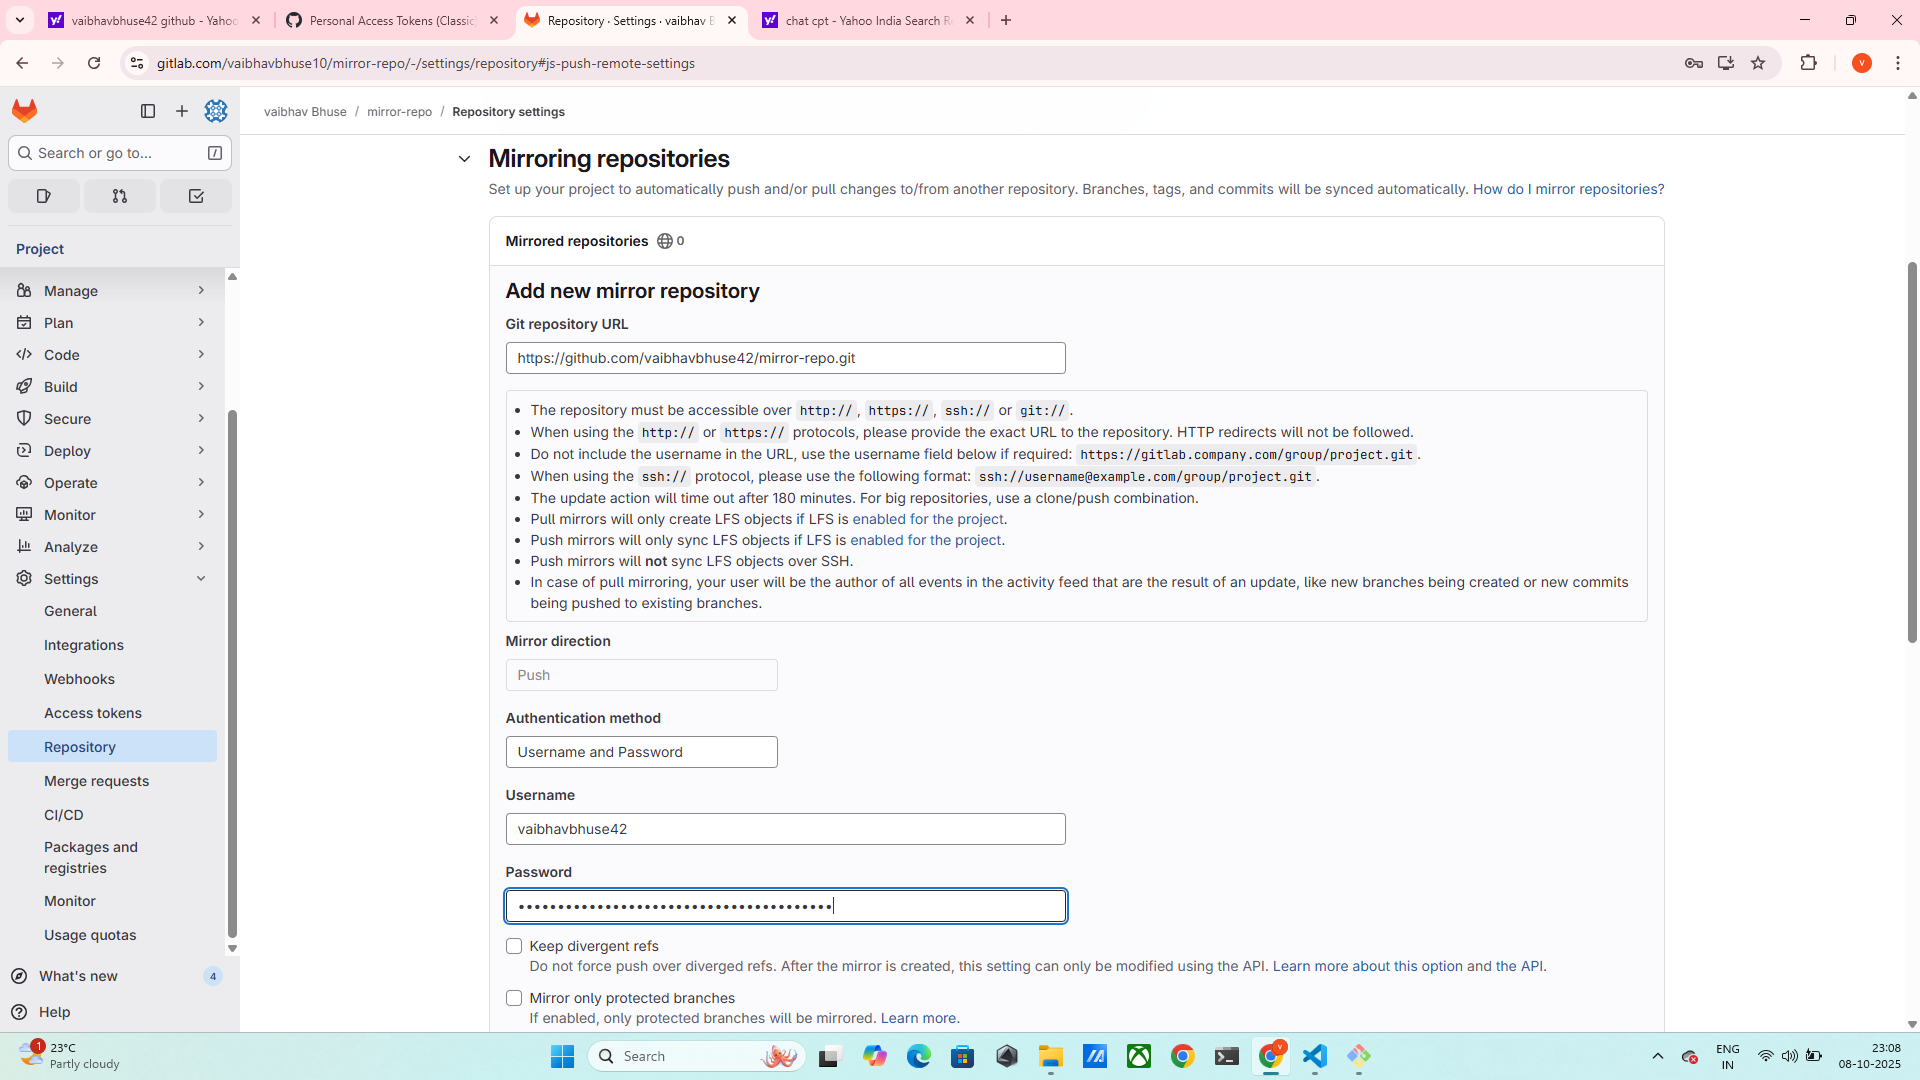 vaibhavbhuse42 github - Yahoo
Personal Access Tokens (Classic
Repository · Settings · vaibhav B
chat cpt - Yahoo India Search Re
gitlab.com/vaibhavbhuse10/mirror-repo/-/settings/repository#js-push-remote-settings
V
Search or go to...
/
Project
Manage
Plan
Code
Build
Secure
Deploy
Operate
Monitor
Analyze
Settings
General
Integrations
Webhooks
Access tokens
Repository
Merge requests
CI/CD
Packages and
registries
Monitor
Usage quotas
What's new
4
Help
vaibhav Bhuse / mirror-repo / Repository settings
Mirroring repositories
Set up your project to automatically push and/or pull changes to/from another repository. Branches, tags, and commits will be synced automatically. How do I mirror repositories?
Mirrored repositories 0
Add new mirror repository
Git repository URL
https://github.com/vaibhavbhuse42/mirror-repo.git
• The repository must be accessible over http://, https://, ssh:// or git://.
• When using the http:// or https:// protocols, please provide the exact URL to the repository. HTTP redirects will not be followed.
• Do not include the username in the URL, use the username field below if required: https://gitlab.company.com/group/project.git.
• When using the ssh:// protocol, please use the following format: ssh://username@example.com/group/project.git.
• The update action will time out after 180 minutes. For big repositories, use a clone/push combination.
• Pull mirrors will only create LFS objects if LFS is enabled for the project.
• Push mirrors will only sync LFS objects if LFS is enabled for the project.
• Push mirrors will not sync LFS objects over SSH.
• In case of pull mirroring, your user will be the author of all events in the activity feed that are the result of an update, like new branches being created or new commits
being pushed to existing branches.
Mirror direction
Push
Authentication method
Username and Password
Username
vaibhavbhuse42
Password
Keep divergent refs
Do not force push over diverged refs. After the mirror is created, this setting can only be modified using the API. Learn more about this option and the API.
Mirror only protected branches
If enabled, only protected branches will be mirrored. Learn more.
1
23°C
Partly cloudy
Search
ENG
IN
23:08
08-10-2025